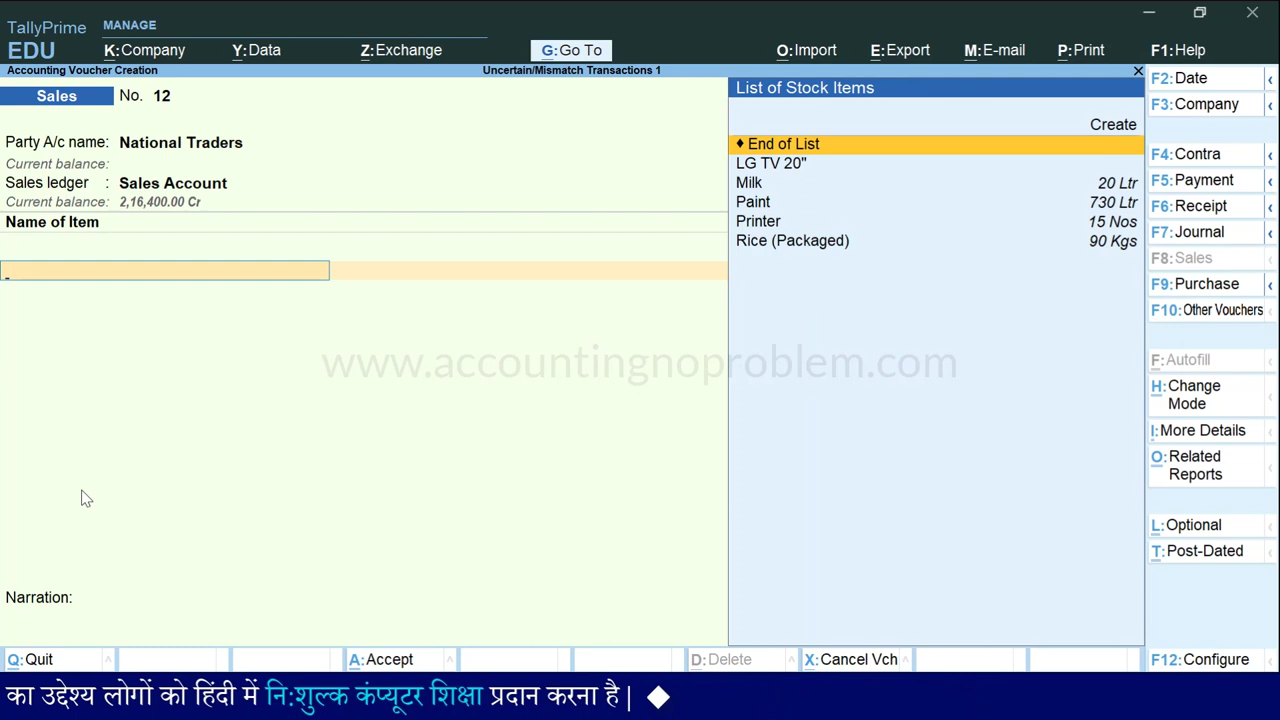 TallyPrime
EDU
MANAGE
K:Company
Y:Data
Z:Exchange
G:Go To
O:Import
E:Export
M:E-mail
P:Print
F1:Help
Accounting Voucher Creation
Uncertain/Mismatch Transactions 1
Sales No. 12
Party A/c name: National Traders
Current balance:
Sales ledger : Sales Account
Current balance: 2,16,400.00 Cr
Name of Item
Narration:
List of Stock Items
Create
♦ End of List
LG TV 20"
Milk 20 Ltr
Paint 730 Ltr
Printer 15 Nos
Rice (Packaged) 90 Kgs
F2:Date
F3:Company
F4:Contra
F5:Payment
F6:Receipt
F7:Journal
F8:Sales
F9:Purchase
F10:Other Vouchers
F:Autofill
H:Change
Mode
I:More Details
O:Related
Reports
L:Optional
T:Post-Dated
www.accountingnoproblem.com
Q:Quit
A:Accept
D:Delete
X:Cancel Vch
F12:Configure
का उद्देश्य लोगों को हिंदी में नि:शुल्क कंप्यूटर शिक्षा प्रदान करना है | ◆